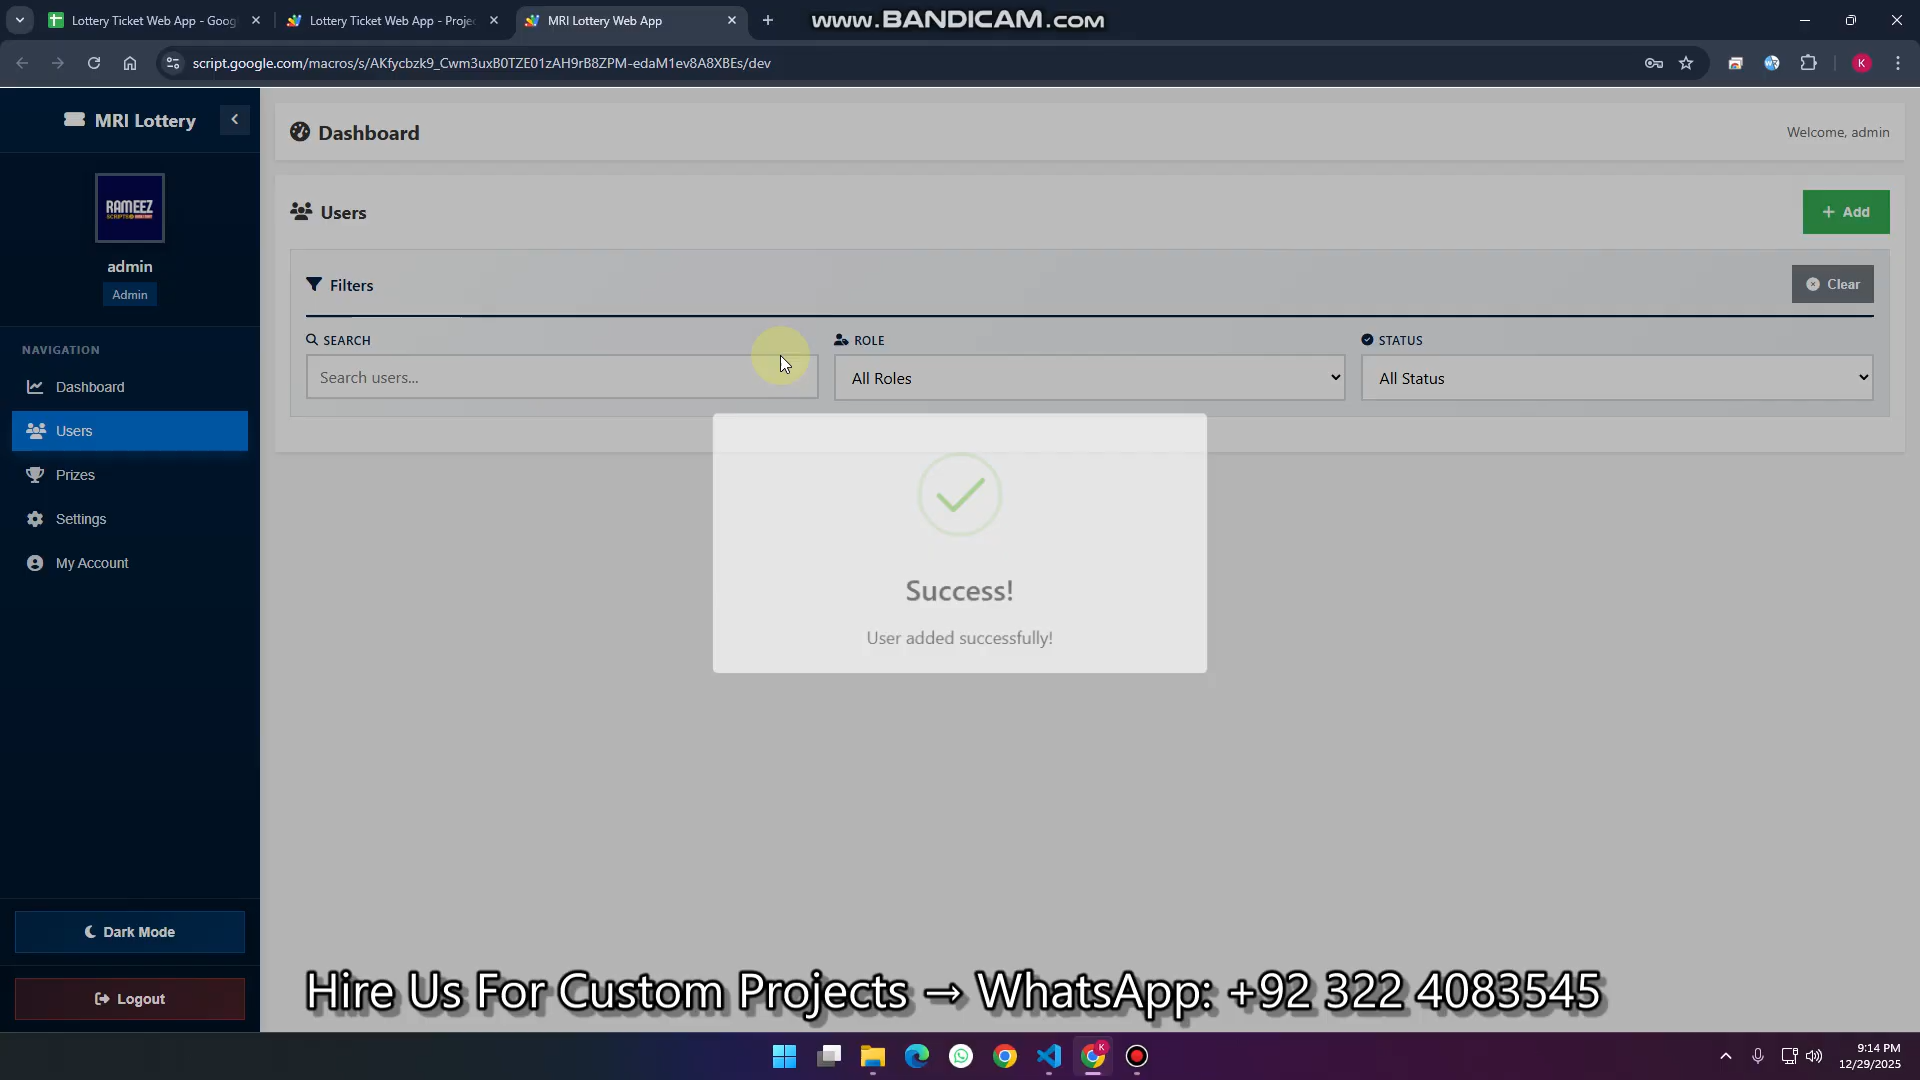 Lottery Ticket Web App - Goog
Lottery Ticket Web App - Projec
MRI Lottery Web App
www.BANDICAM.com
script.google.com/macros/s/AKfycbzk9_Cwm3uxB0TZE01zAH9rB8ZPM-edaM1ev8A8XBEs/dev
K
MRI Lottery
Dashboard
Welcome, admin
RAMEEZ
SCRIPTS
admin
Admin
Users
+ Add
Filters
Clear
SEARCH
ROLE
STATUS
Search users...
All Roles
All Status
NAVIGATION
Dashboard
Users
Prizes
Settings
My Account
Success!
User added successfully!
Dark Mode
Logout
Hire Us For Custom Projects → WhatsApp: +92 322 4083545
K
9:14 PM
12/29/2025